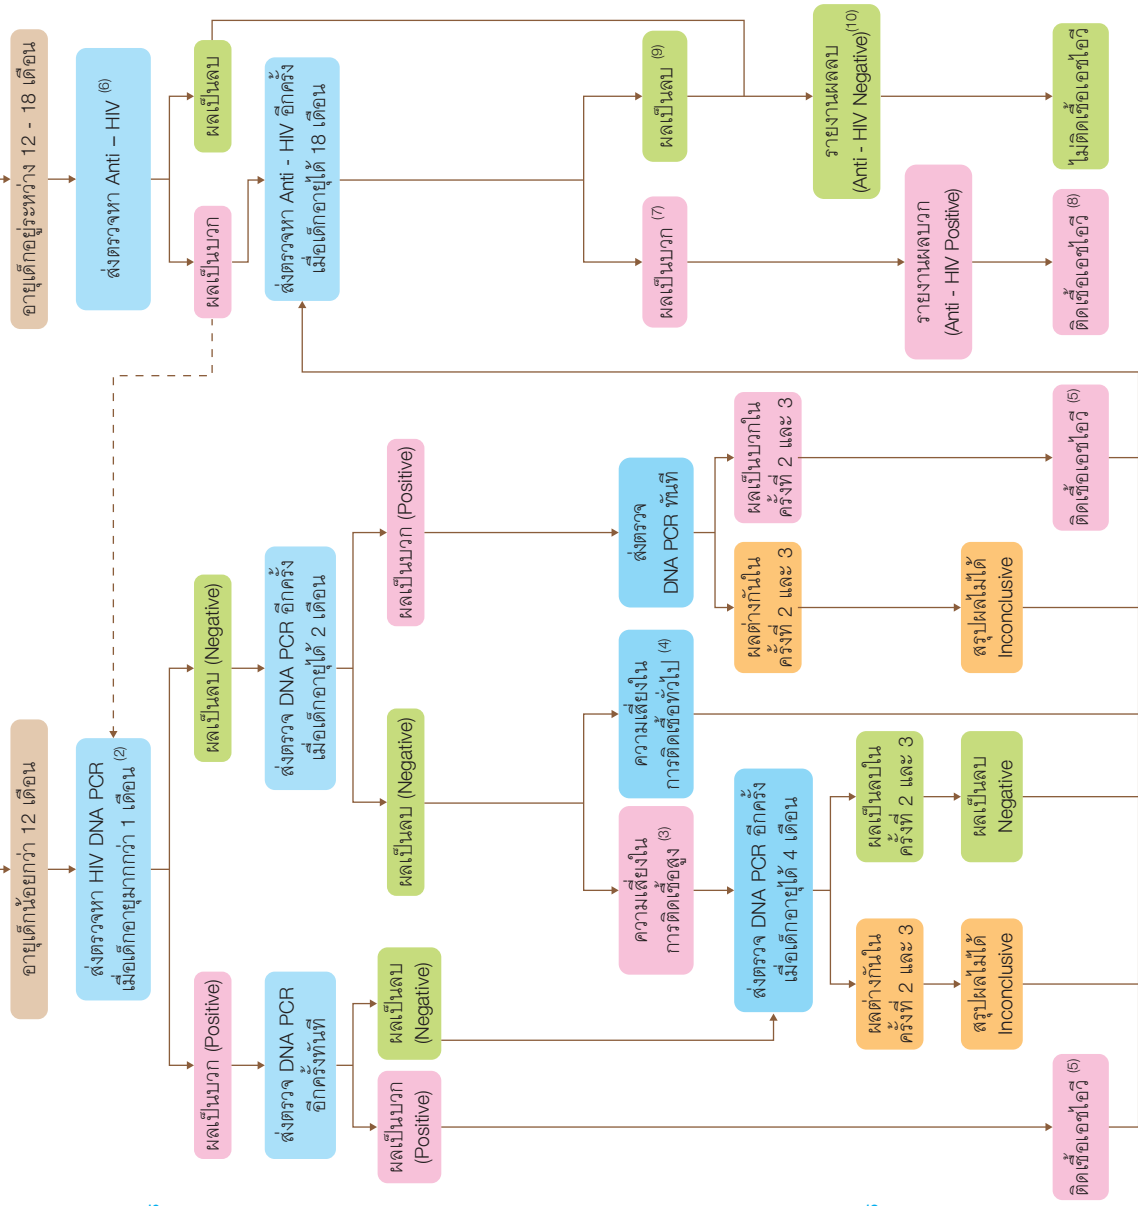 อายุเด็กน้อยกว่า 12 เดือน
ส่งตรวจหา HIV DNA PCR
เมื่อเด็กอายุมากกว่า 1 เดือน (2)
ผลเป็นบวก (Positive)
ส่งตรวจ DNA PCR
อีกครั้งทันที
ผลเป็นบวก
(Positive)
ผลเป็นลบ
(Negative)
ติดเชื้อเอชไอวี (5)
ผลเป็นลบ (Negative)
ส่งตรวจ DNA PCR อีกครั้ง
เมื่อเด็กอายุได้ 2 เดือน
ผลเป็นลบ (Negative)
ผลเป็นบวก (Positive)
ความเสี่ยงใน
การติดเชื้อสูง (3)
ความเสี่ยงใน
การติดเชื้อทั่วไป (4)
ส่งตรวจ
DNA PCR ทันที
ส่งตรวจ DNA PCR อีกครั้ง
เมื่อเด็กอายุได้ 4 เดือน
ผลต่างกันใน
ครั้งที่ 2 และ 3
ผลเป็นบวกใน
ครั้งที่ 2 และ 3
ผลต่างกันใน
ครั้งที่ 2 และ 3
ผลเป็นลบใน
ครั้งที่ 2 และ 3
สรุปผลไม่ได้
Inconclusive
ผลเป็นลบ
Negative
สรุปผลไม่ได้
Inconclusive
ติดเชื้อเอชไอวี (5)
อายุเด็กอยู่ระหว่าง 12 - 18 เดือน
ส่งตรวจหา Anti – HIV (6)
ผลเป็นบวก
ผลเป็นลบ
ส่งตรวจหา Anti - HIV อีกครั้ง
เมื่อเด็กอายุได้ 18 เดือน
ผลเป็นบวก (7)
ผลเป็นลบ (9)
รายงานผลบวก
(Anti - HIV Positive)
รายงานผลลบ
(Anti - HIV Negative)(10)
ติดเชื้อเอชไอวี (8)
ไม่ติดเชื้อเอชไอวี